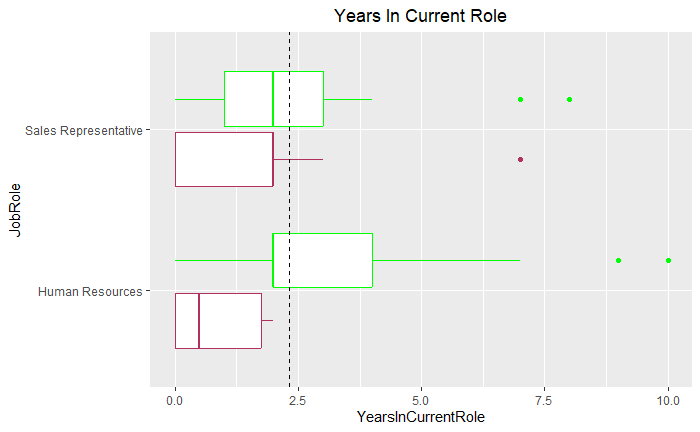 Years In Current Role
JobRole
Sales Representative
Human Resources
0.0 2.5 5.0 7.5 10.0
YearsInCurrentRole